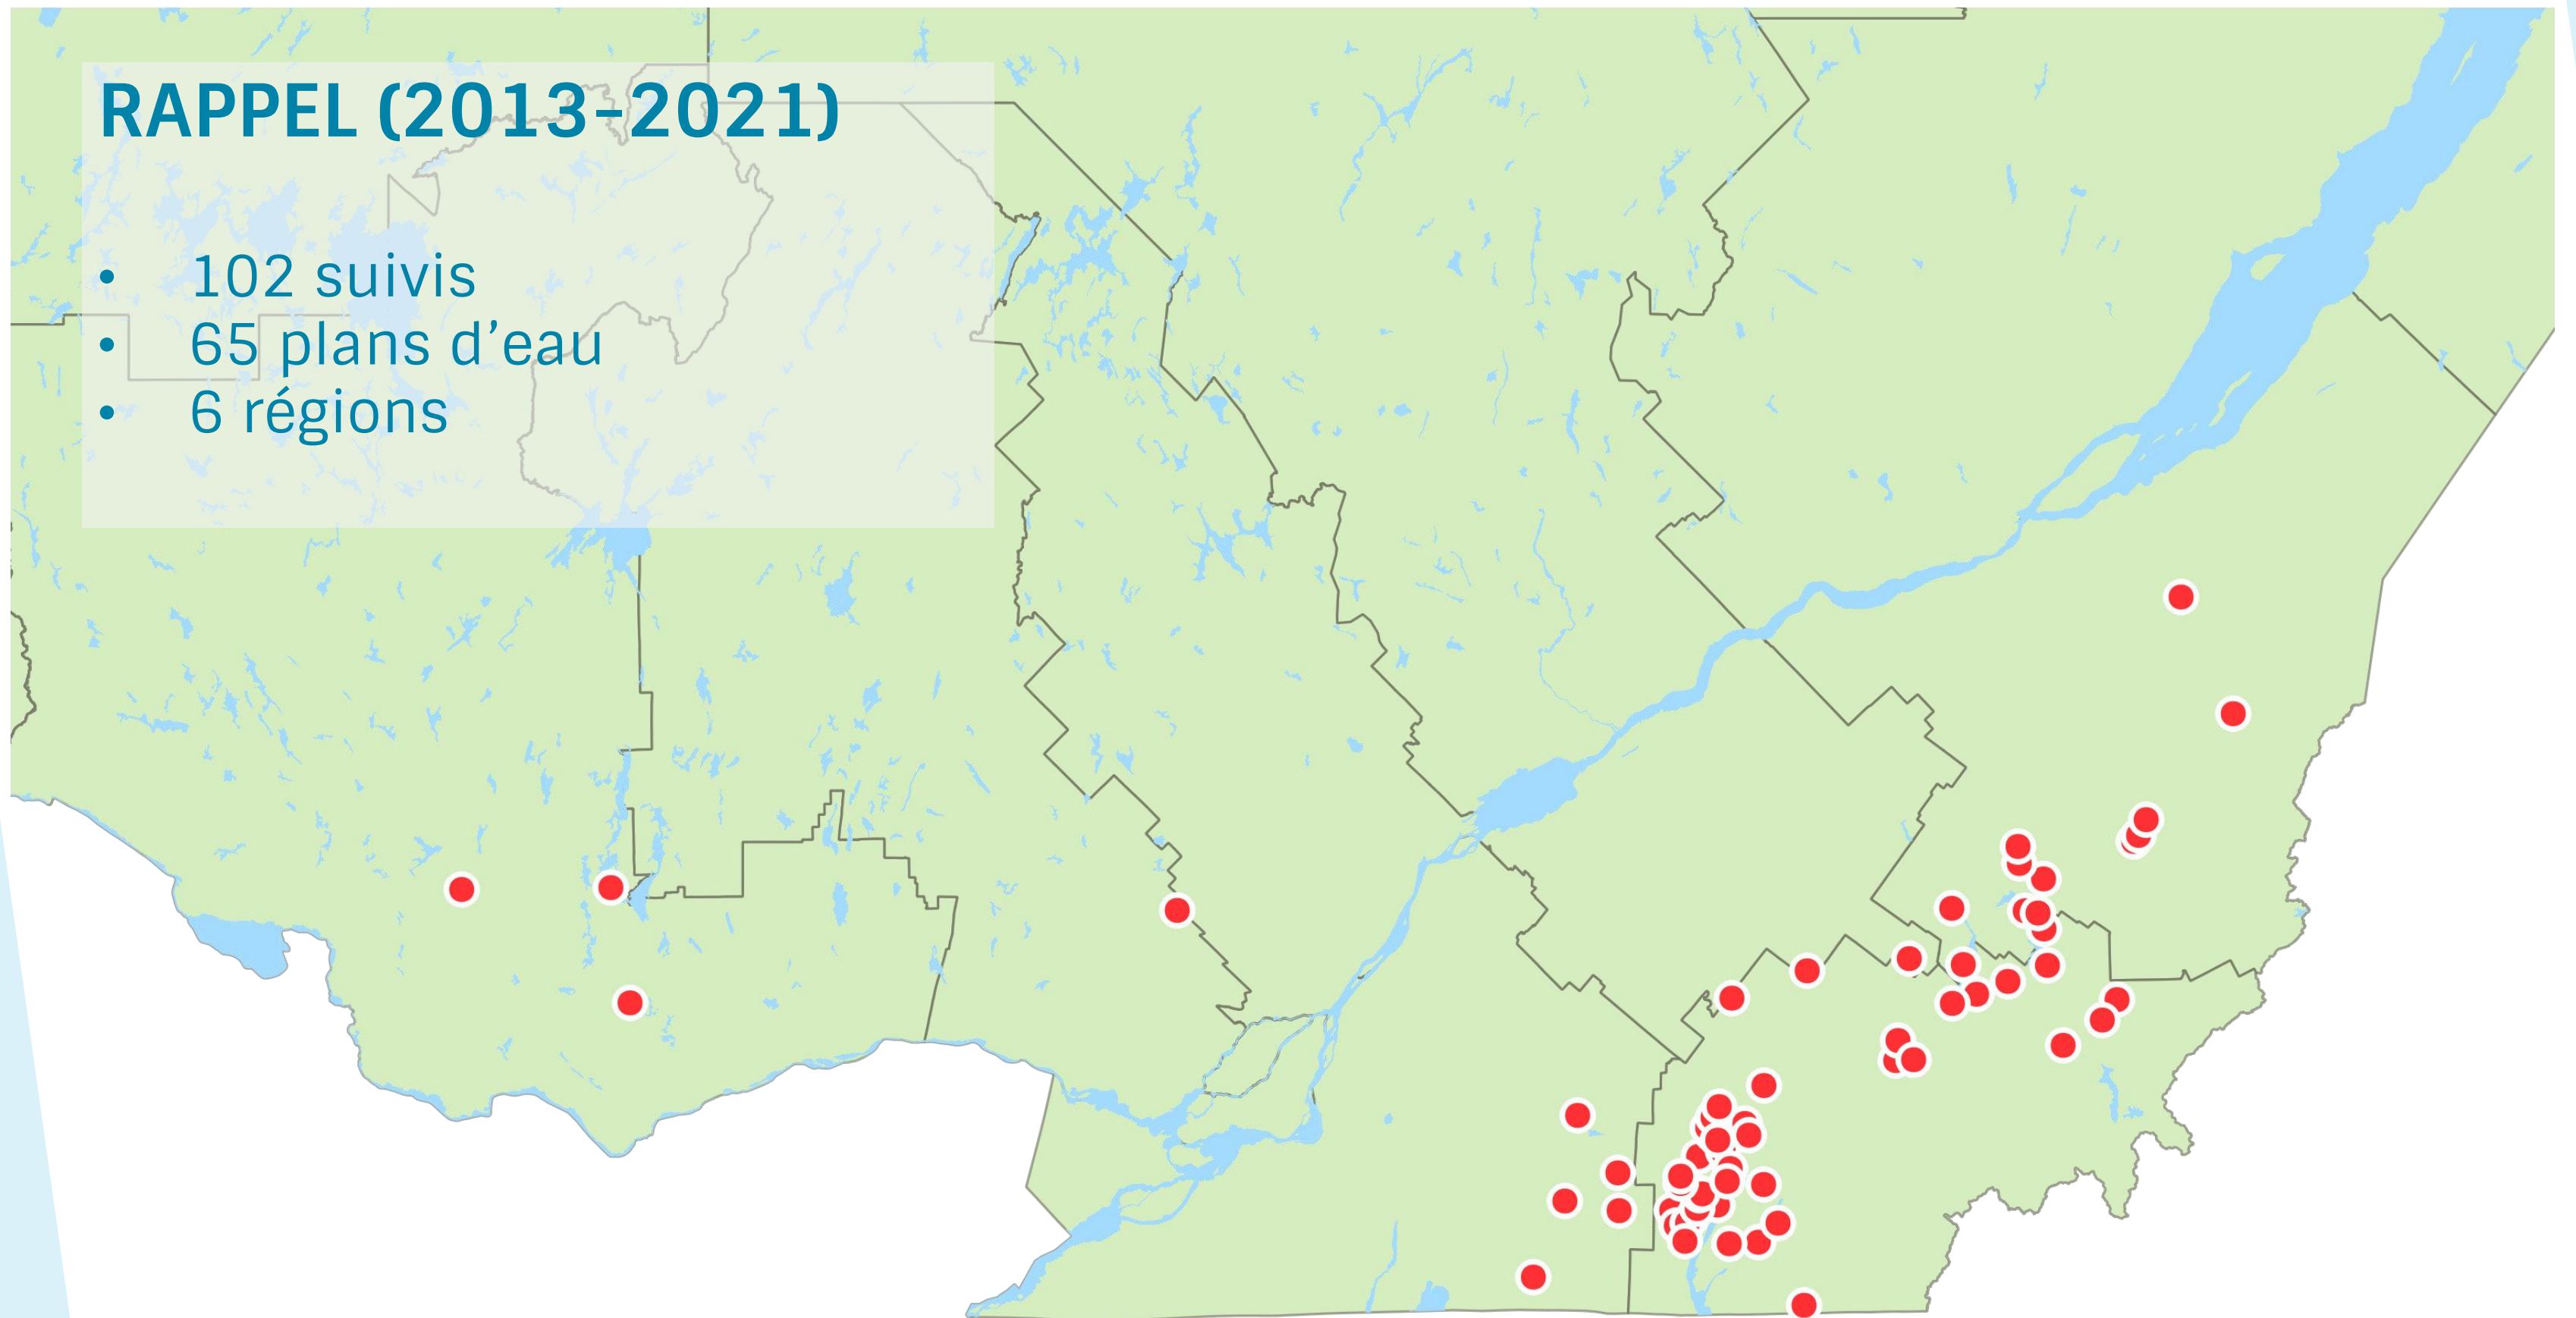 RAPPEL (2013-2021)
• 102 suivis
• 65 plans d’eau
• 6 régions